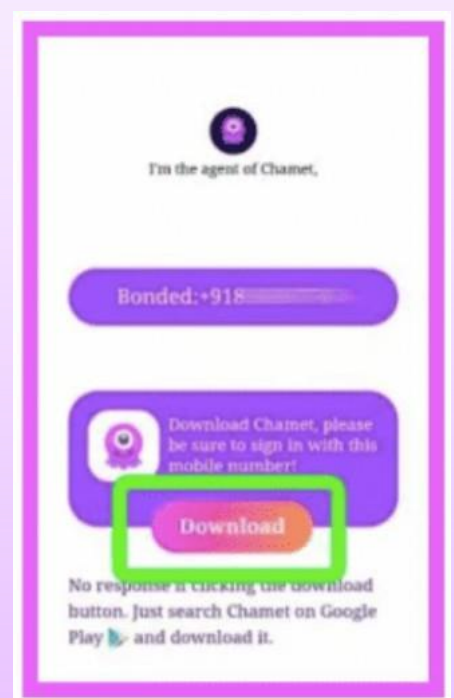 I'm the agent of Chamet,
Bonded:+918
Download Chamet, please
be sure to sign in with this
mobile number!
Download
No response if clicking the download
button. Just search Chamet on Google
Play and download it.